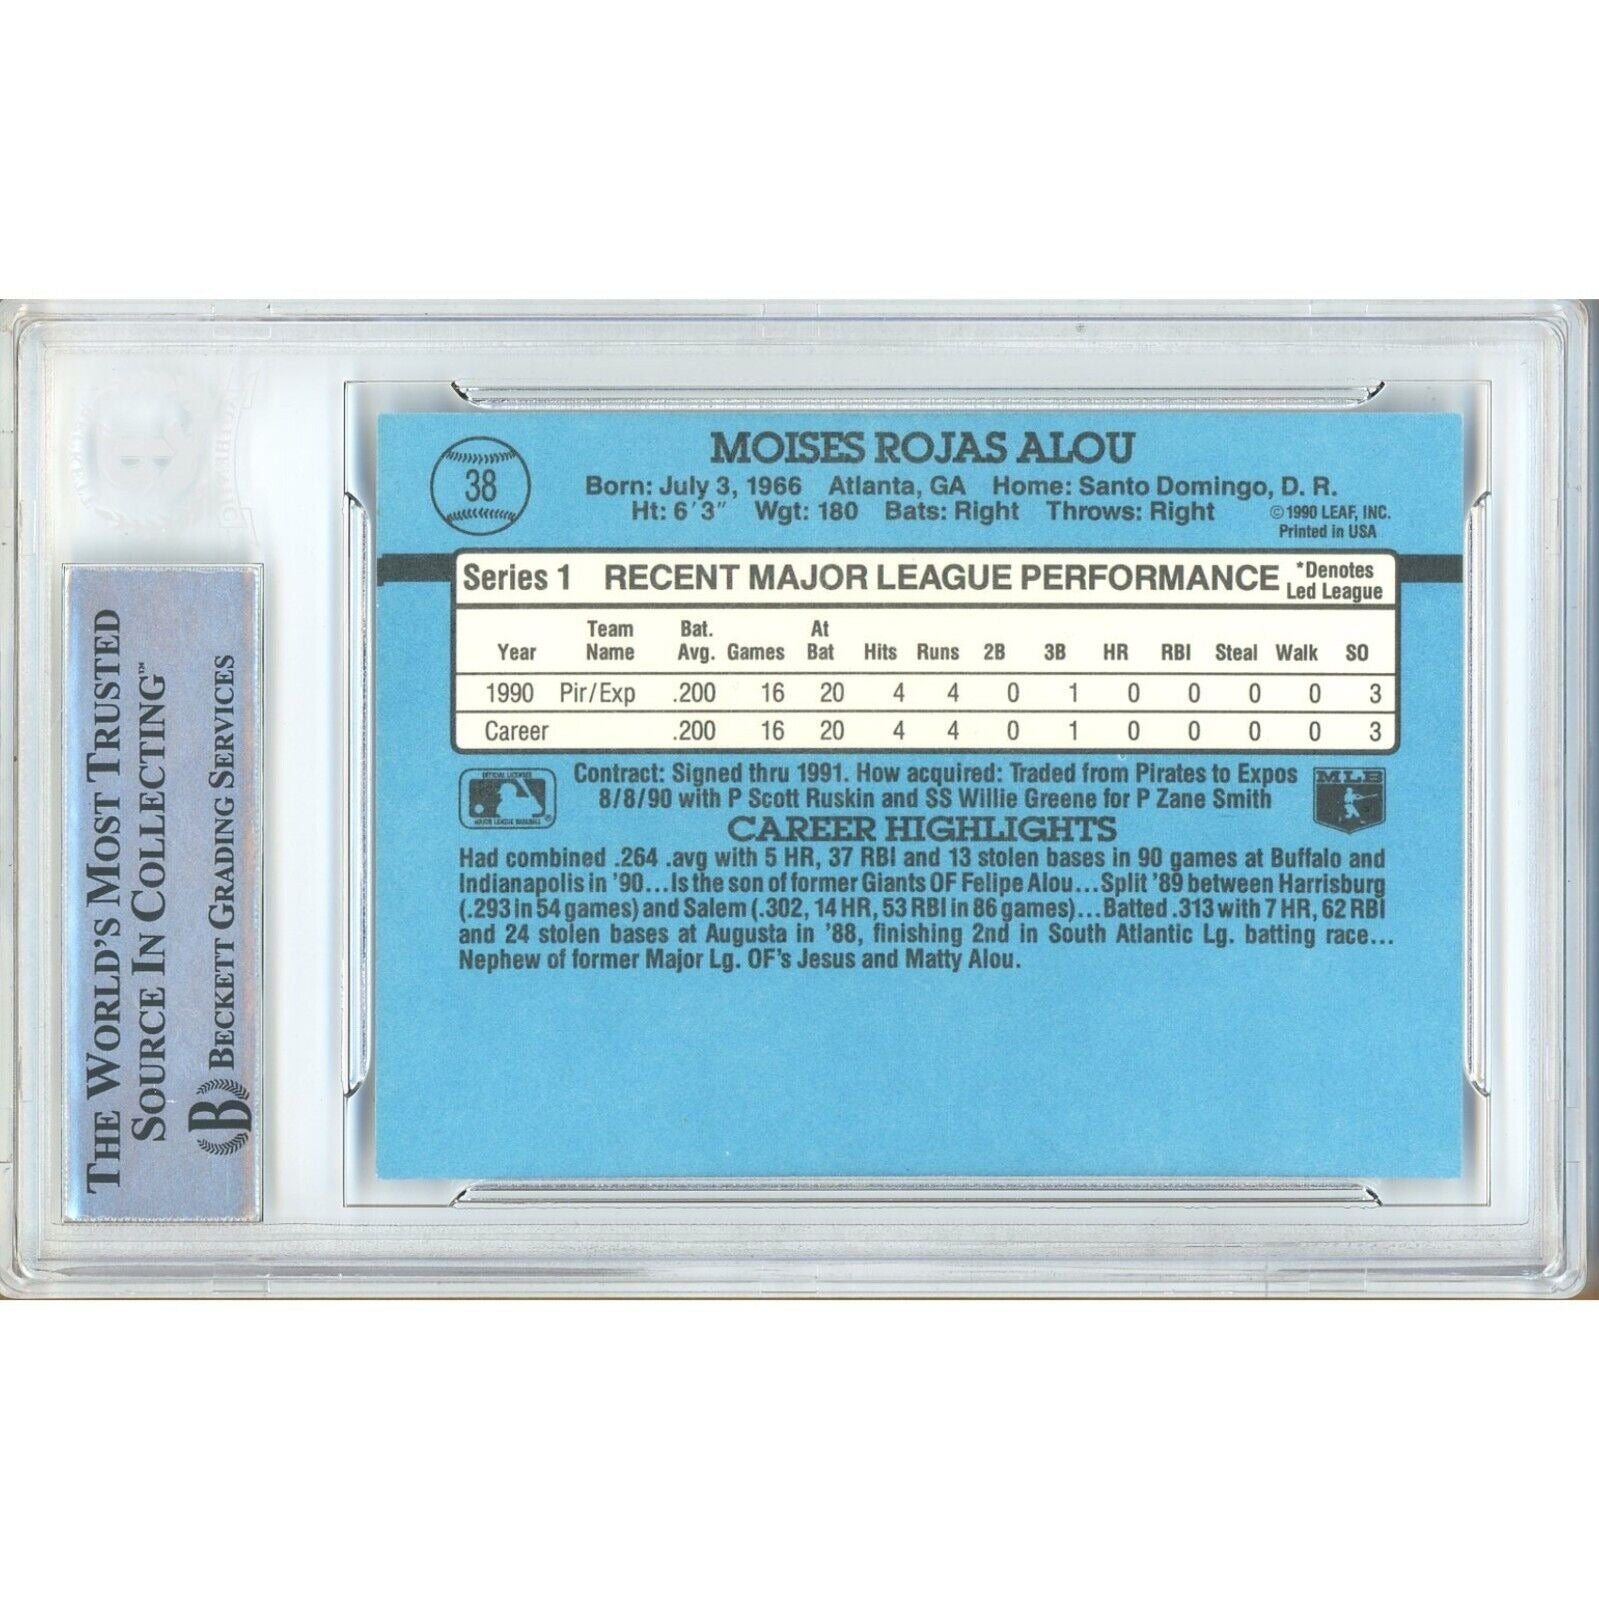 THE WORLD'S MOST TRUSTED
SOURCE IN COLLECTING™
BECKETT GRADING SERVICES
B
38
MOISES ROJAS ALOU
Born: July 3, 1966 Atlanta, GA Home: Santo Domingo, D. R.
Ht: 6'3" Wgt: 180 Bats: Right Throws: Right
© 1990 LEAF, INC.
Printed in USA
Series 1 RECENT MAJOR LEAGUE PERFORMANCE *Denotes
Led League
Team Bat. At
Year Name Avg. Games Bat Hits Runs 2B 3B HR RBI Steal Walk SO
1990 Pir/Exp .200 16 20 4 4 0 1 0 0 0 0 3
Career .200 16 20 4 4 0 1 0 0 0 0 3
OFFICIAL LICENSEE
MAJOR LEAGUE BASEBALL
®
Contract: Signed thru 1991. How acquired: Traded from Pirates to Expos
8/8/90 with P Scott Ruskin and SS Willie Greene for P Zane Smith
MLB
CAREER HIGHLIGHTS
Had combined .264 .avg with 5 HR, 37 RBI and 13 stolen bases in 90 games at Buffalo and
Indianapolis in '90...Is the son of former Giants OF Felipe Alou...Split '89 between Harrisburg
(.293 in 54 games) and Salem (.302, 14 HR, 53 RBI in 86 games)...Batted .313 with 7 HR, 62 RBI
and 24 stolen bases at Augusta in '88, finishing 2nd in South Atlantic Lg. batting race...
Nephew of former Major Lg. OF's Jesus and Matty Alou.